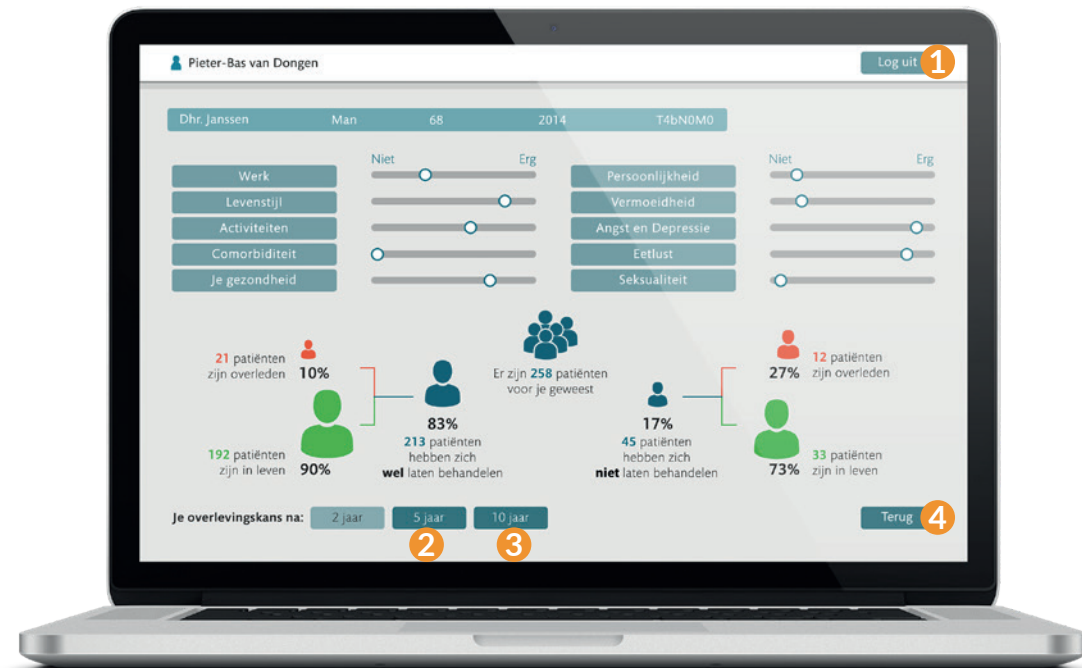 Pieter-Bas van Dongen
Log uit
1
Dhr. Janssen Man 68 2014 T4bN0M0
Niet Erg
Werk
Levenstijl
Activiteiten
Comorbiditeit
Je gezondheid
Niet Erg
Persoonlijkheid
Vermoeidheid
Angst en Depressie
Eetlust
Seksualiteit
Er zijn 258 patiënten
voor je geweest
21 patiënten
zijn overleden
10%
192 patiënten
zijn in leven
90%
83%
213 patiënten
hebben zich
wel laten behandelen
17%
45 patiënten
hebben zich
niet laten behandelen
27%
12 patiënten
zijn overleden
73%
33 patiënten
zijn in leven
Je overlevingskans na: 2 jaar 5 jaar 10 jaar
2
3
Terug
4